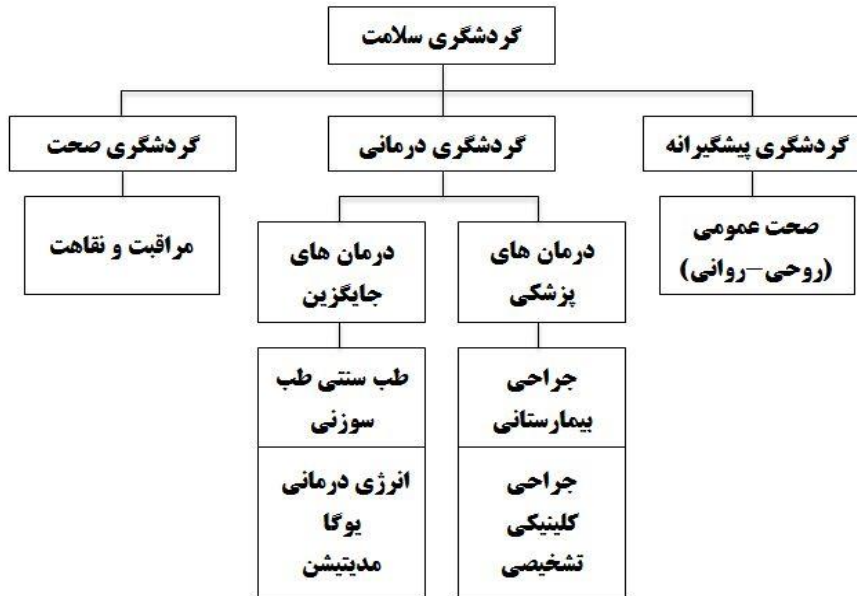 گردشگری سلامت
گردشگری پیشگیرانه
گردشگری درمانی
گردشگری صحت
صحت عمومی
(روحی–روانی)
درمان های
پزشکی
درمان های
جایگزین
مراقبت و نقاهت
جراحی
بیمارستانی
طب سنتی طب
سوزنی
جراحی
کلینیکی
تشخیصی
انرژی درمانی
یوگا
مدیتیشن